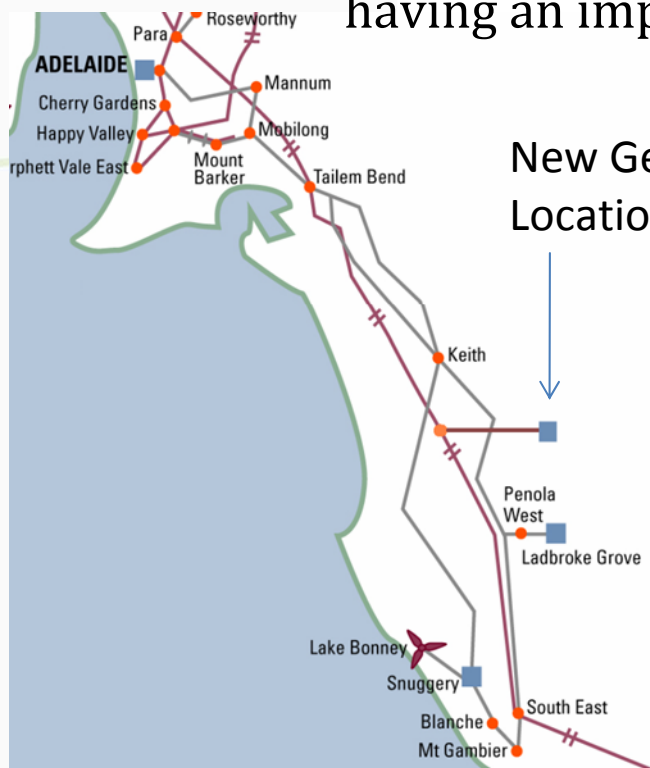 having an imp
Roseworthy
Para
ADELAIDE
Mannum
Cherry Gardens
Happy Valley
Mobilong
rphett Vale East
Mount
Barker
Tailem Bend
New Ge
Locatio
Keith
Penola
West
Ladbroke Grove
Lake Bonney
Snuggery
South East
Blanche
Mt Gambier